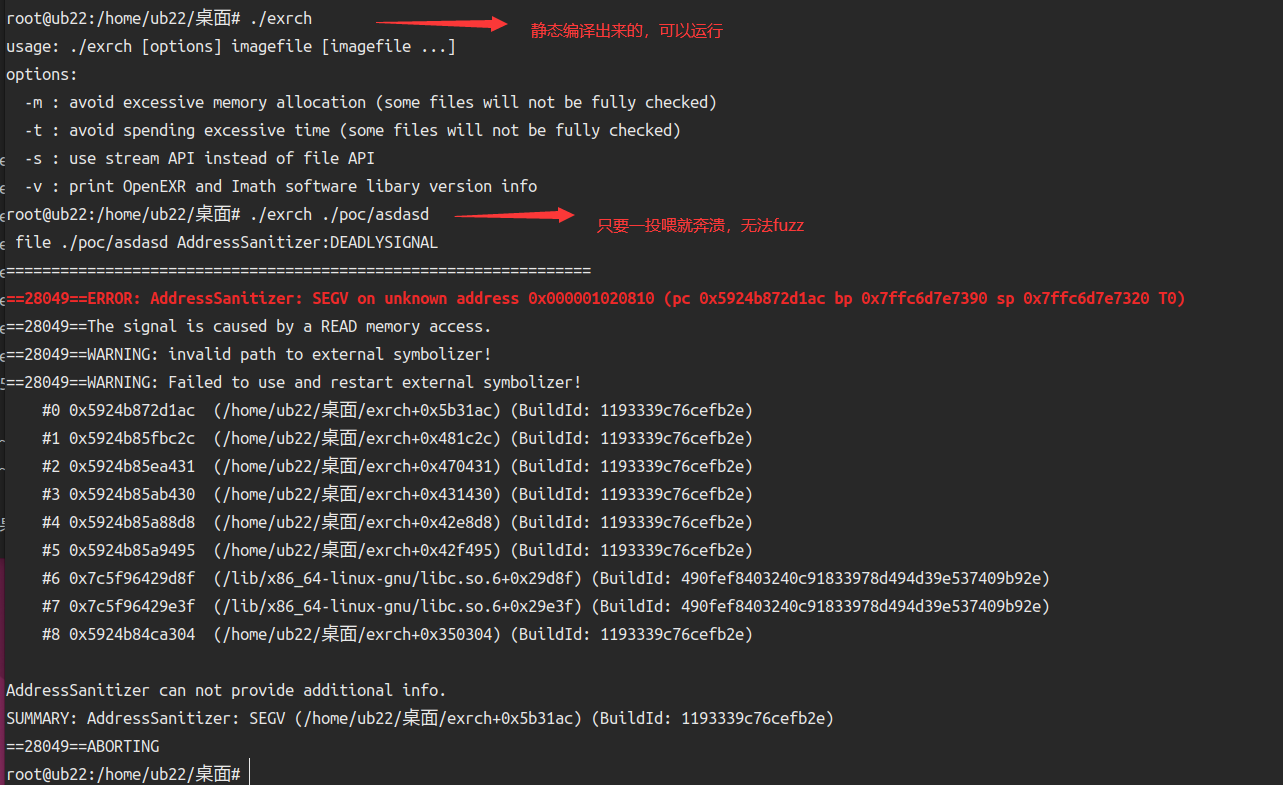 root@ub22:/home/ub22/桌面# ./exrch
静态编译出来的，可以运行
usage: ./exrch [options] imagefile [imagefile ...]
options:
  -m : avoid excessive memory allocation (some files will not be fully checked)
  -t : avoid spending excessive time (some files will not be fully checked)
  -s : use stream API instead of file API
  -v : print OpenEXR and Imath software libary version info
root@ub22:/home/ub22/桌面# ./exrch ./poc/asdasd
只要一投喂就奔溃，无法fuzz
 file ./poc/asdasd AddressSanitizer:DEADLYSIGNAL
=================================================================
==28049==ERROR: AddressSanitizer: SEGV on unknown address 0x000001020810 (pc 0x5924b872d1ac bp 0x7ffc6d7e7390 sp 0x7ffc6d7e7320 T0)
==28049==The signal is caused by a READ memory access.
==28049==WARNING: invalid path to external symbolizer!
==28049==WARNING: Failed to use and restart external symbolizer!
    #0 0x5924b872d1ac  (/home/ub22/桌面/exrch+0x5b31ac) (BuildId: 1193339c76cefb2e)
    #1 0x5924b85fbc2c  (/home/ub22/桌面/exrch+0x481c2c) (BuildId: 1193339c76cefb2e)
    #2 0x5924b85ea431  (/home/ub22/桌面/exrch+0x470431) (BuildId: 1193339c76cefb2e)
    #3 0x5924b85ab430  (/home/ub22/桌面/exrch+0x431430) (BuildId: 1193339c76cefb2e)
    #4 0x5924b85a88d8  (/home/ub22/桌面/exrch+0x42e8d8) (BuildId: 1193339c76cefb2e)
    #5 0x5924b85a9495  (/home/ub22/桌面/exrch+0x42f495) (BuildId: 1193339c76cefb2e)
    #6 0x7c5f96429d8f  (/lib/x86_64-linux-gnu/libc.so.6+0x29d8f) (BuildId: 490fef8403240c91833978d494d39e537409b92e)
    #7 0x7c5f96429e3f  (/lib/x86_64-linux-gnu/libc.so.6+0x29e3f) (BuildId: 490fef8403240c91833978d494d39e537409b92e)
    #8 0x5924b84ca304  (/home/ub22/桌面/exrch+0x350304) (BuildId: 1193339c76cefb2e)
AddressSanitizer can not provide additional info.
SUMMARY: AddressSanitizer: SEGV (/home/ub22/桌面/exrch+0x5b31ac) (BuildId: 1193339c76cefb2e)
==28049==ABORTING
root@ub22:/home/ub22/桌面#